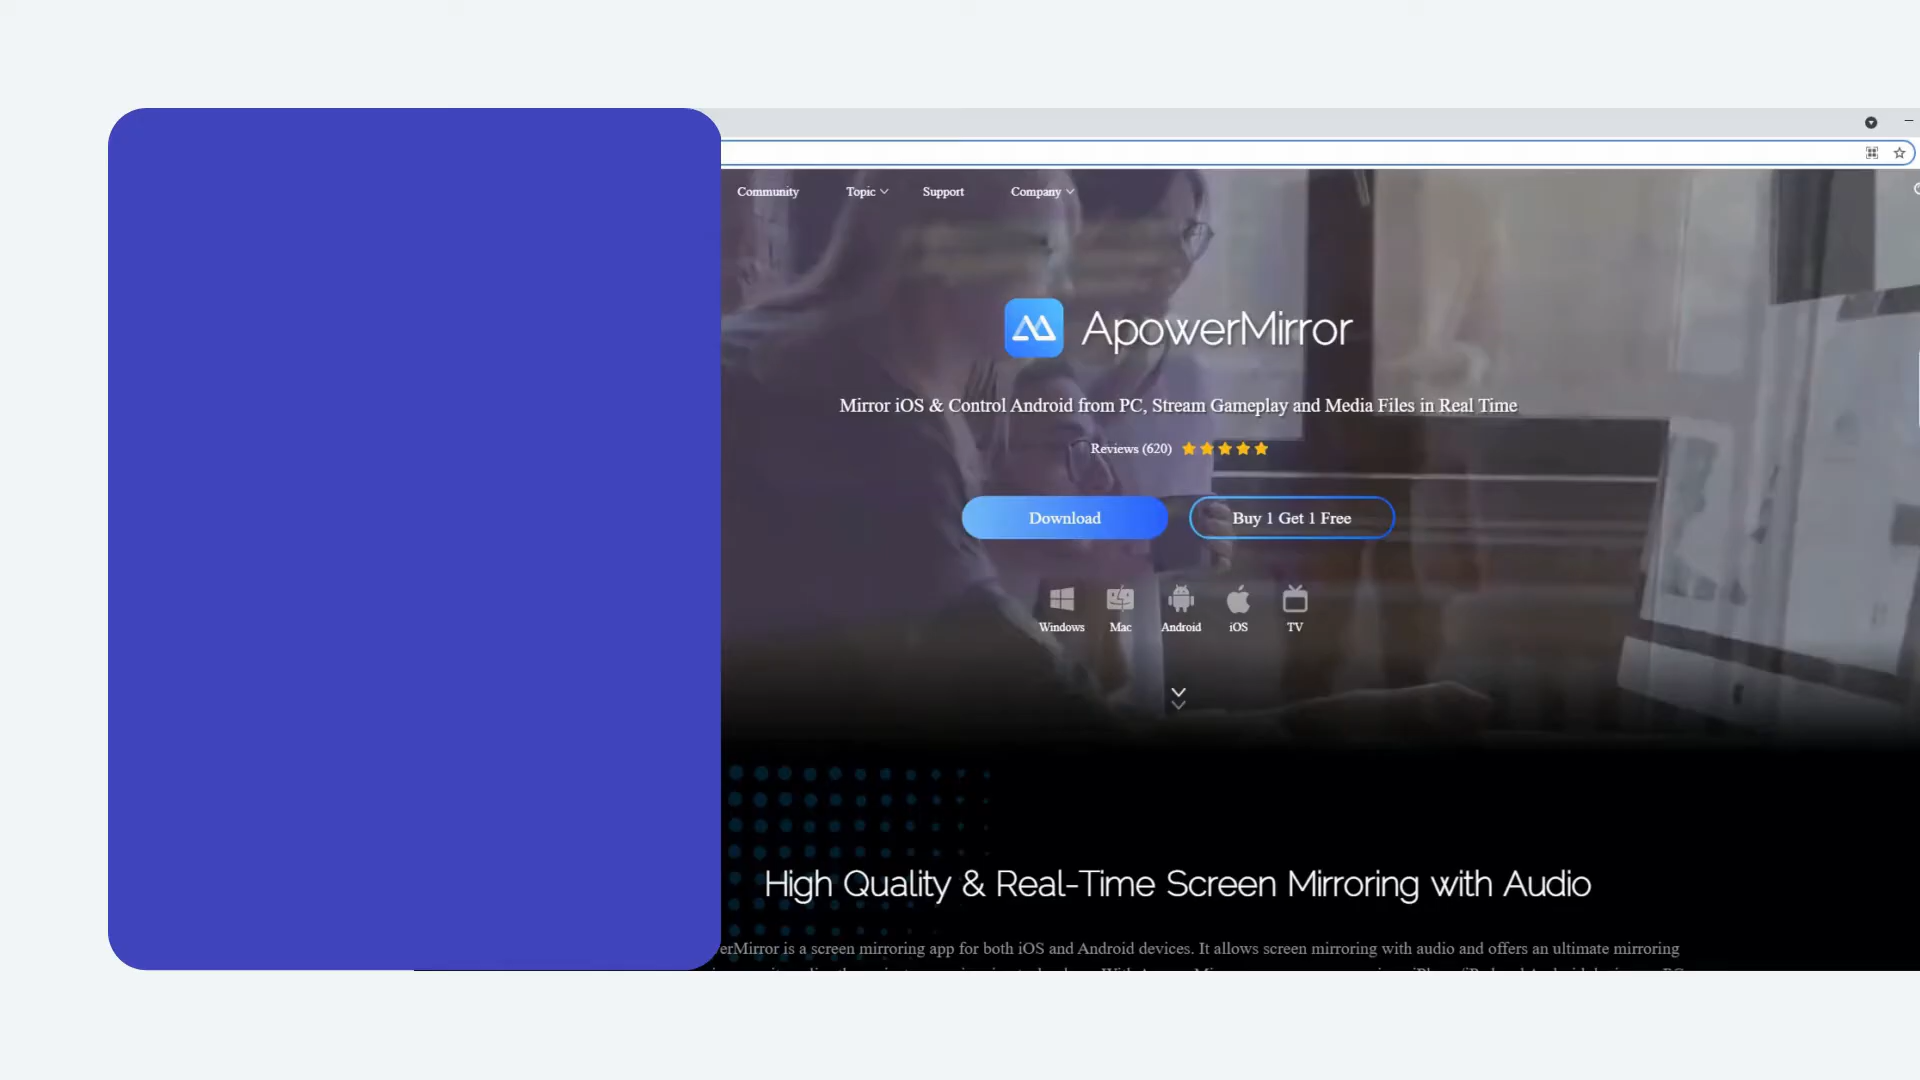 Community Topic Support Company
ApowerMirror
Mirror iOS & Control Android from PC, Stream Gameplay and Media Files in Real Time
Reviews (620)
Download Buy 1 Get 1 Free
Windows Mac Android iOS TV
High Quality & Real-Time Screen Mirroring with Audio
erMirror is a screen mirroring app for both iOS and Android devices. It allows screen mirroring with audio and offers an ultimate mirroring